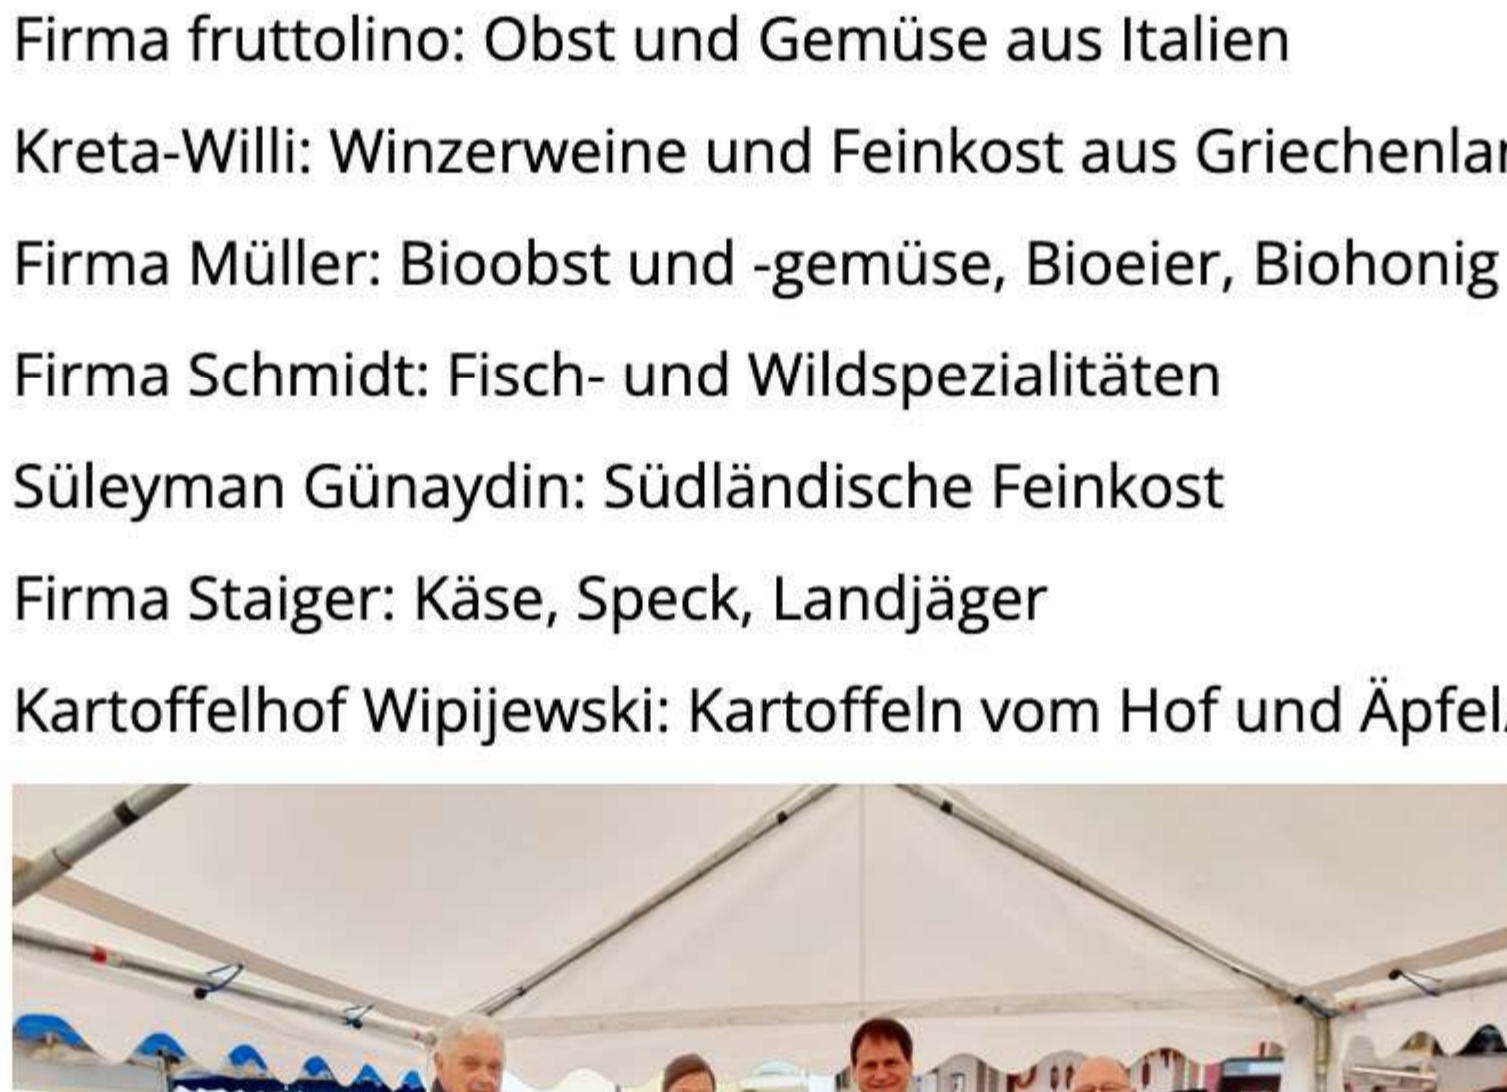 Firma fruttolino: Obst und Gemüse aus Italien
Kreta-Willi: Winzerweine und Feinkost aus
Firma Müller: Bioobst und -gemüse, Bioeier, Biohonig
Firma Schmidt: Fisch- und Wildspezialitäten
Süleyman Günaydin: Südländische Feinkost
Firma Staiger: Käse, Speck, Landjäger
Kartoffelhof Wipijewski: Kartoffeln vom Hof und